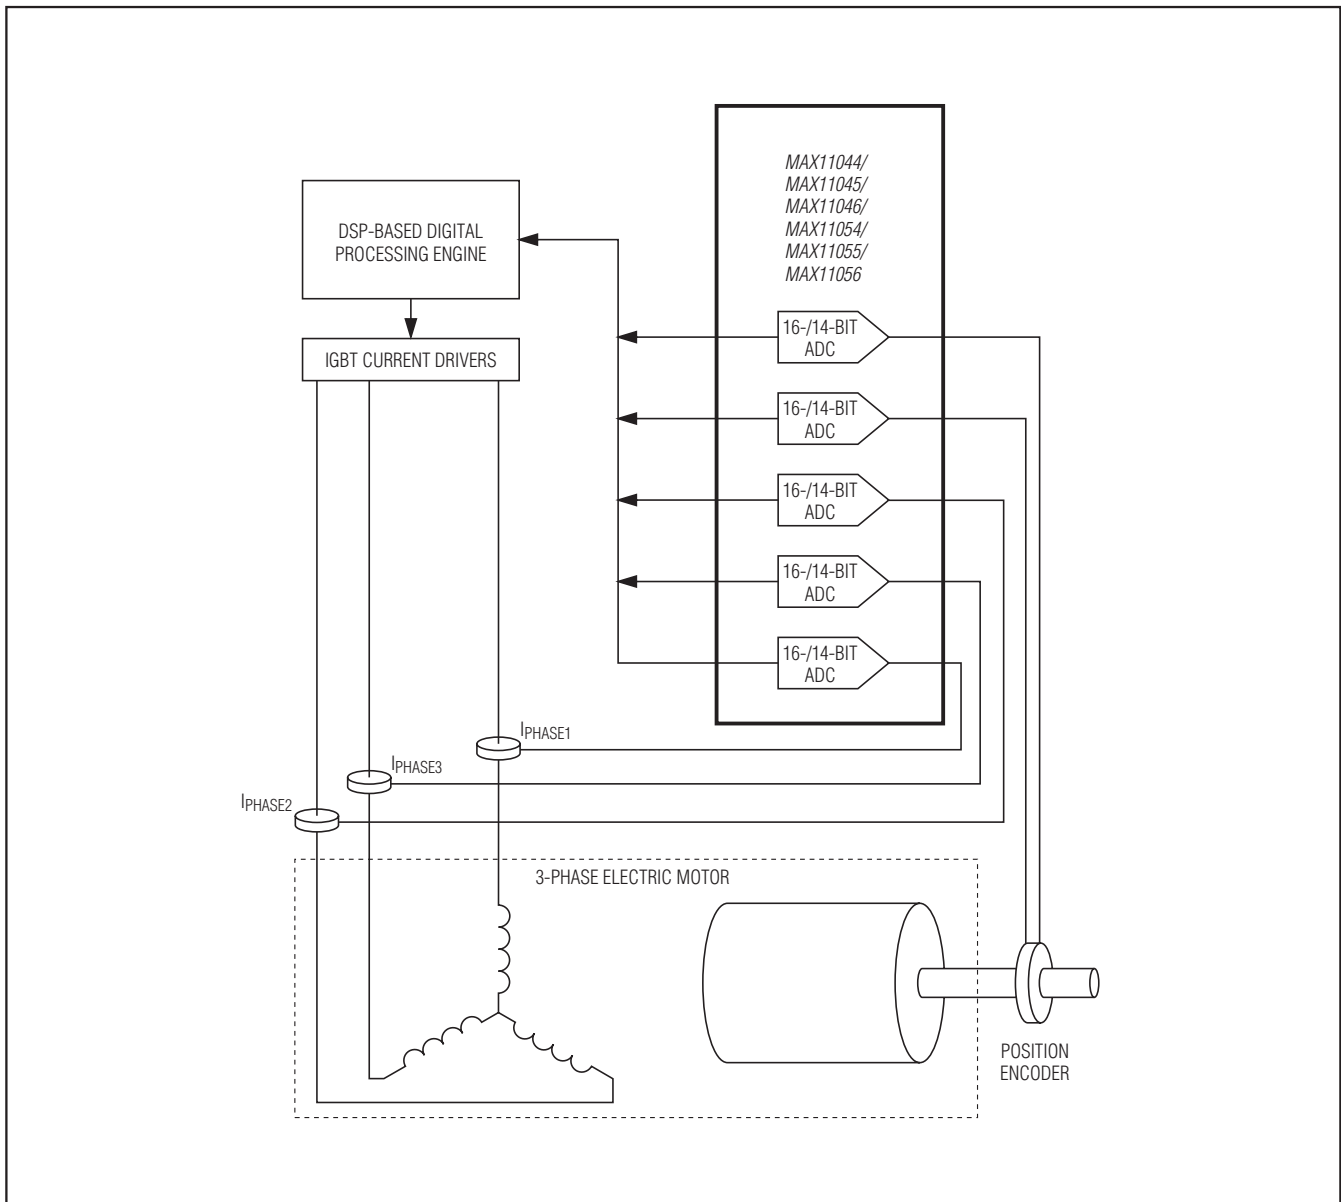 MAX11044/
MAX11045/
MAX11046/
MAX11054/
MAX11055/
MAX11056
DSP-BASED DIGITAL
PROCESSING ENGINE
IGBT CURRENT DRIVERS
16-/14-BIT
ADC
16-/14-BIT
ADC
16-/14-BIT
ADC
16-/14-BIT
ADC
16-/14-BIT
ADC
IPHASE1
IPHASE3
IPHASE2
3-PHASE ELECTRIC MOTOR
POSITION
ENCODER